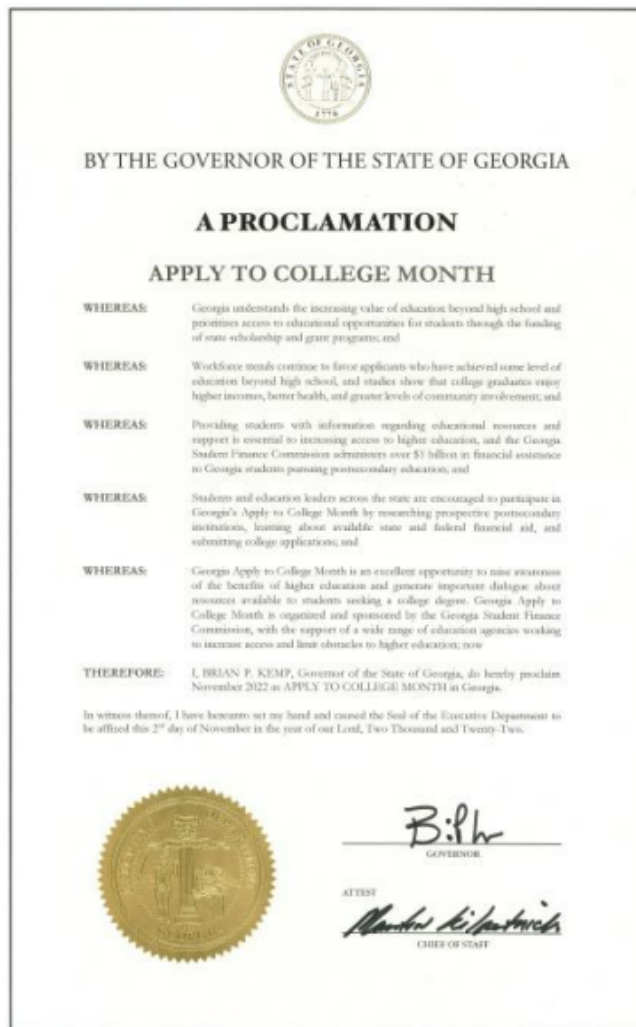 STATE OF GEORGIA
1776
BY THE GOVERNOR OF THE STATE OF GEORGIA
A PROCLAMATION
APPLY TO COLLEGE MONTH
WHEREAS: Georgia understands the increasing value of education beyond high school and
prioritizes access to educational opportunities for students through the funding
of state scholarship and grant programs; and
WHEREAS: Workforce trends continue to favor applicants who have achieved some level of
education beyond high school, and studies show that college graduates enjoy
higher incomes, better health, and greater levels of community involvement; and
WHEREAS: Providing students with information regarding educational resources and
support is essential to increasing access to higher education, and the Georgia
Student Finance Commission administers over $1 billion in financial assistance
to Georgia students pursuing postsecondary education; and
WHEREAS: Students and education leaders across the state are encouraged to participate in
Georgia's Apply to College Month by researching prospective postsecondary
institutions, learning about available state and federal financial aid, and
submitting college applications; and
WHEREAS: Georgia Apply to College Month is an excellent opportunity to raise awareness
of the benefits of higher education and generate important dialogue about
resources available to students seeking a college degree. Georgia Apply to
College Month is organized and sponsored by the Georgia Student Finance
Commission, with the support of a wide range of education agencies working
to increase access and limit obstacles to higher education; now
THEREFORE: I, BRIAN P. KEMP, Governor of the State of Georgia, do hereby proclaim
November 2022 as APPLY TO COLLEGE MONTH in Georgia.
In witness thereof, I have hereunto set my hand and caused the Seal of the Executive Department to
be affixed this 2nd day of November in the year of our Lord, Two Thousand and Twenty-Two.
GOVERNOR
ATTEST
CHIEF OF STAFF